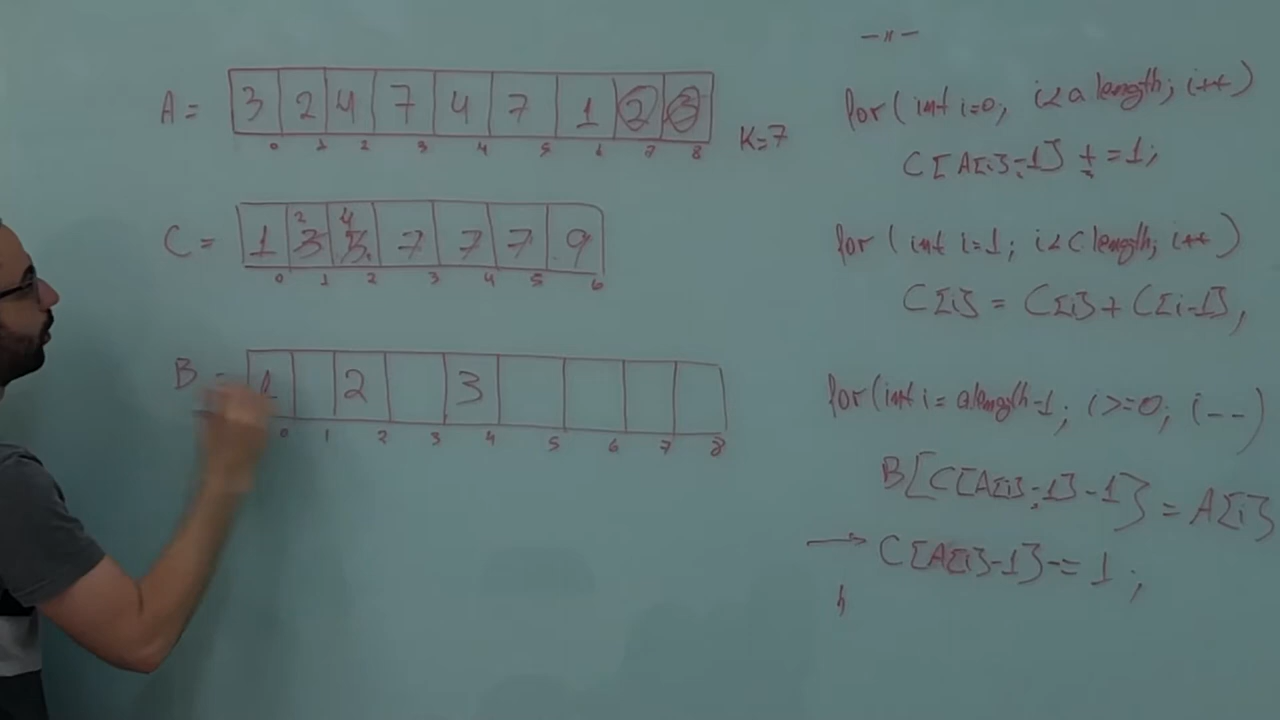 A = 3 2 4 7 4 7 1 2 3
0 1 2 3 4 5 6 7 8
K=7
2 4
C = 1 3 5 7 7 7 9
0 1 2 3 4 5 6
B = 1 2 3
0 1 2 3 4 5 6 7 8
-"-
for( int i=0; i<a length; i++)
C[A[i]-1] += 1;
for ( int i=1; i<C length; i++)
C[i] = C[i] + C[i-1],
for(int i= a.length-1; i>=0; i--)
B[C[A[i]-1]-1] = A[i]
→ C[A[i]-1] -= 1;